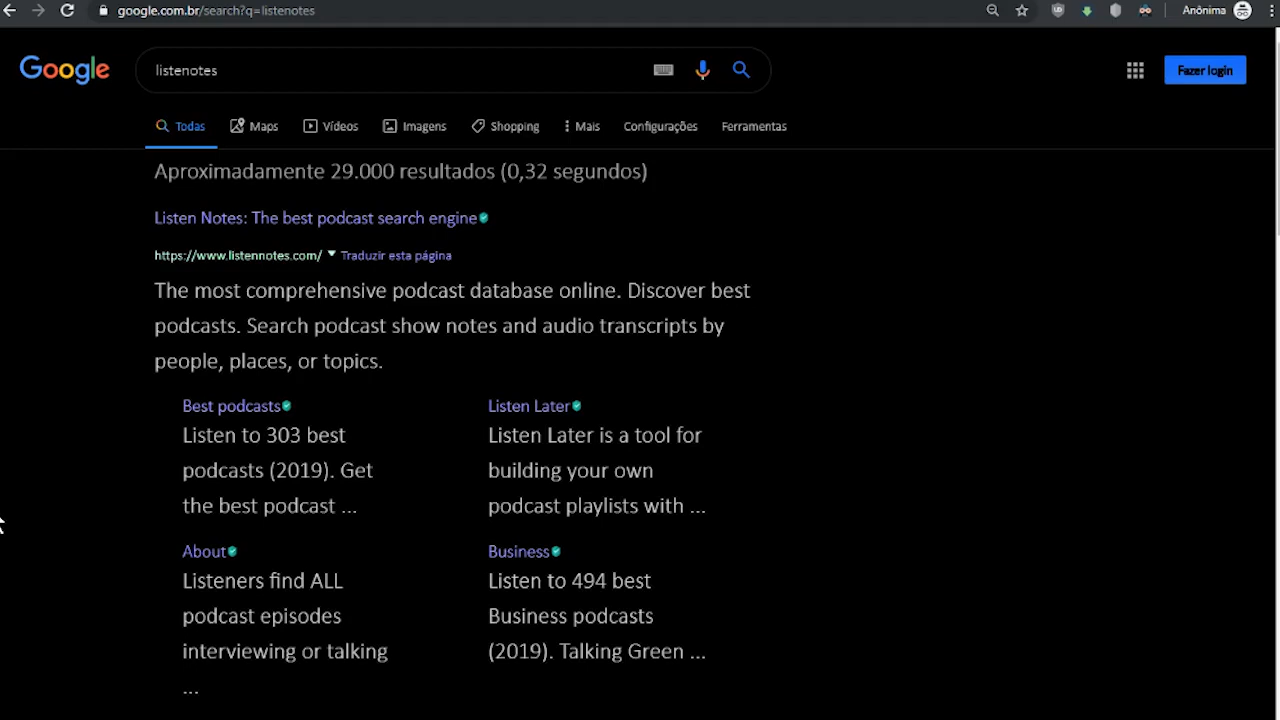 google.com.br/search?q=listenotes
Anônima
Google
listenotes
Fazer login
Todas Maps Vídeos Imagens Shopping Mais Configurações Ferramentas
Aproximadamente 29.000 resultados (0,32 segundos)
Listen Notes: The best podcast search engine
https://www.listennotes.com/ Traduzir esta página
The most comprehensive podcast database online. Discover best
podcasts. Search podcast show notes and audio transcripts by
people, places, or topics.
Best podcasts
Listen to 303 best
podcasts (2019). Get
the best podcast ...
Listen Later
Listen Later is a tool for
building your own
podcast playlists with ...
About
Listeners find ALL
podcast episodes
interviewing or talking
...
Business
Listen to 494 best
Business podcasts
(2019). Talking Green ...